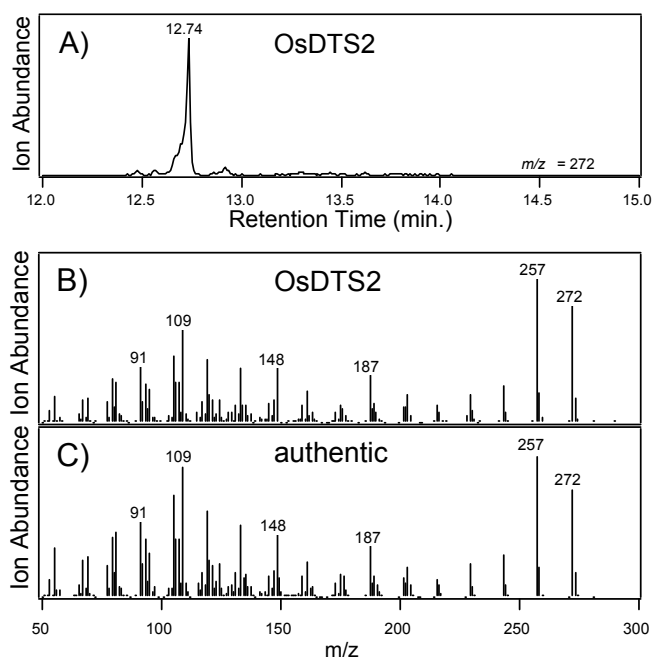 A)
OsDTS2
12.74
Ion Abundance
m/z = 272
12.0 12.5 13.0 13.5 14.0 14.5 15.0
Retention Time (min.)
B)
OsDTS2
257
272
109
91
148
187
Ion Abundance
C)
authentic
257
272
109
91
148
187
Ion Abundance
50 100 150 200 250 300
m/z